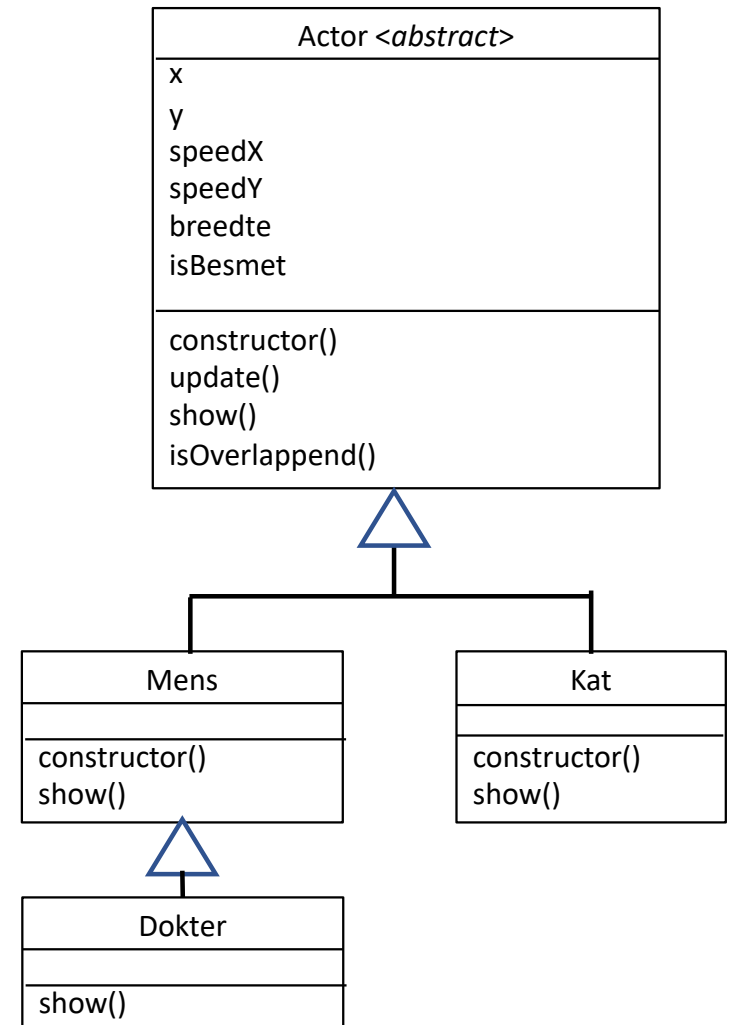 Actor <abstract>
x
y
speedX
speedY
breedte
isBesmet
constructor()
update()
show()
isOverlappend()
Mens
constructor()
show()
Kat
constructor()
show()
Dokter
show()